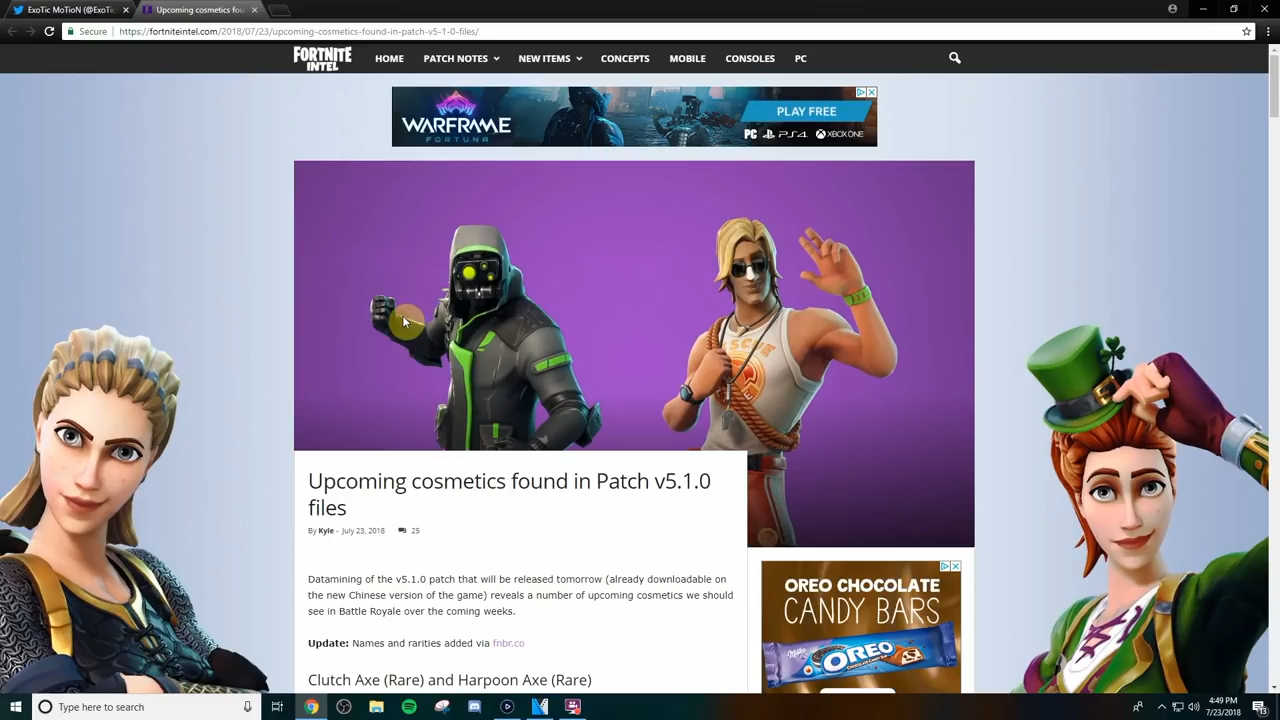 ExoTic MoTioN (@ExoTic
Upcoming cosmetics fou
Secure
https://fortniteintel.com/2018/07/23/upcoming-cosmetics-found-in-patch-v5-1-0-files/
FORTNITE
INTEL
HOME
PATCH NOTES
NEW ITEMS
CONCEPTS
MOBILE
CONSOLES
PC
WARFRAME
FORTUNA
PLAY FREE
PC PS4 XBOX ONE
Upcoming cosmetics found in Patch v5.1.0
files
By Kyle - July 23, 2018 25
Datamining of the v5.1.0 patch that will be released tomorrow (already downloadable on
the new Chinese version of the game) reveals a number of upcoming cosmetics we should
see in Battle Royale over the coming weeks.
Update: Names and rarities added via fnbr.co
Clutch Axe (Rare) and Harpoon Axe (Rare)
OREO CHOCOLATE
CANDY BARS
Milka
OREO
Type here to search
4:49 PM
7/23/2018